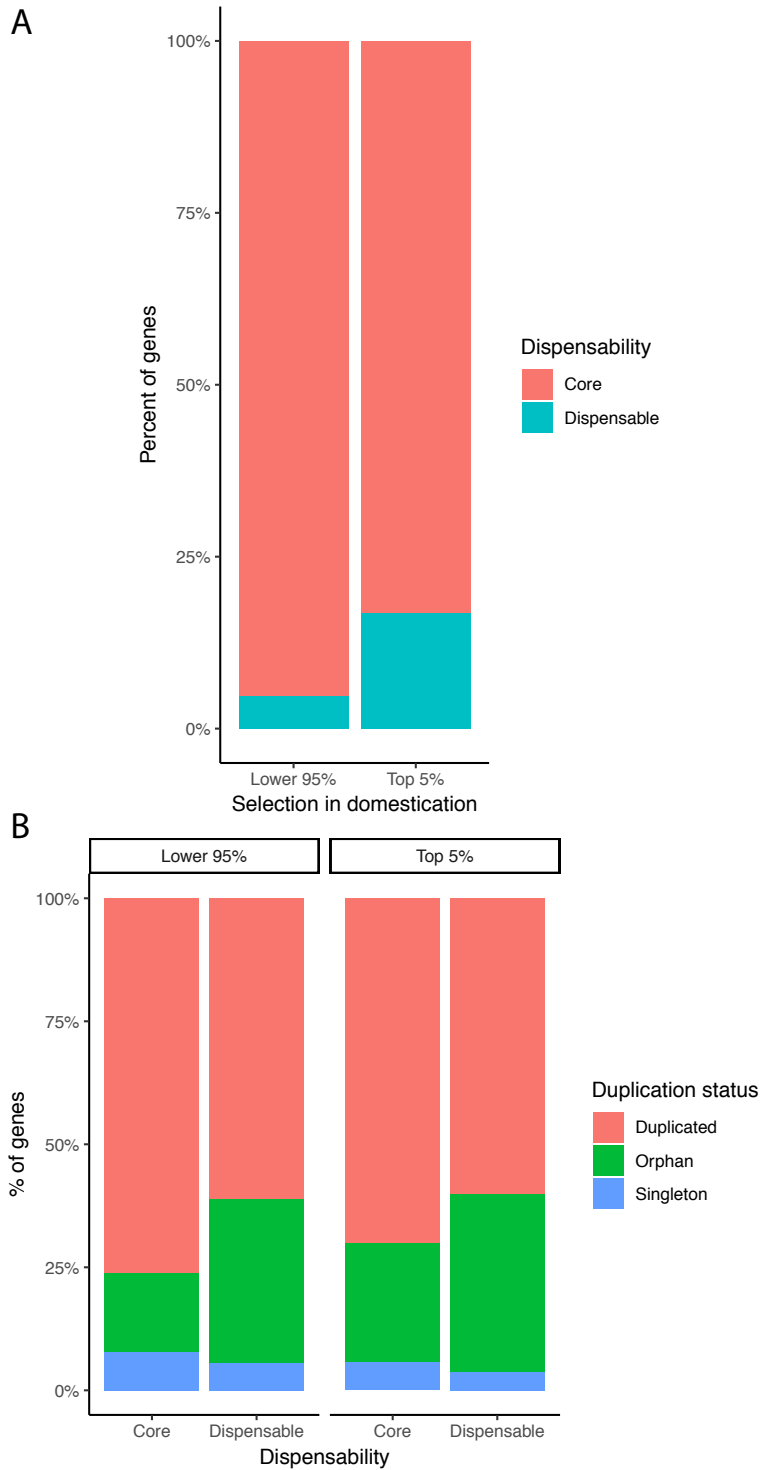 A
100%
75%
50%
25%
0%
Percent of genes
Lower 95% Top 5%
Selection in domestication
Dispensability
Core
Dispensable
B
Lower 95% Top 5%
100%
75%
50%
25%
0%
% of genes
Core Dispensable Core Dispensable
Dispensability
Duplication status
Duplicated
Orphan
Singleton